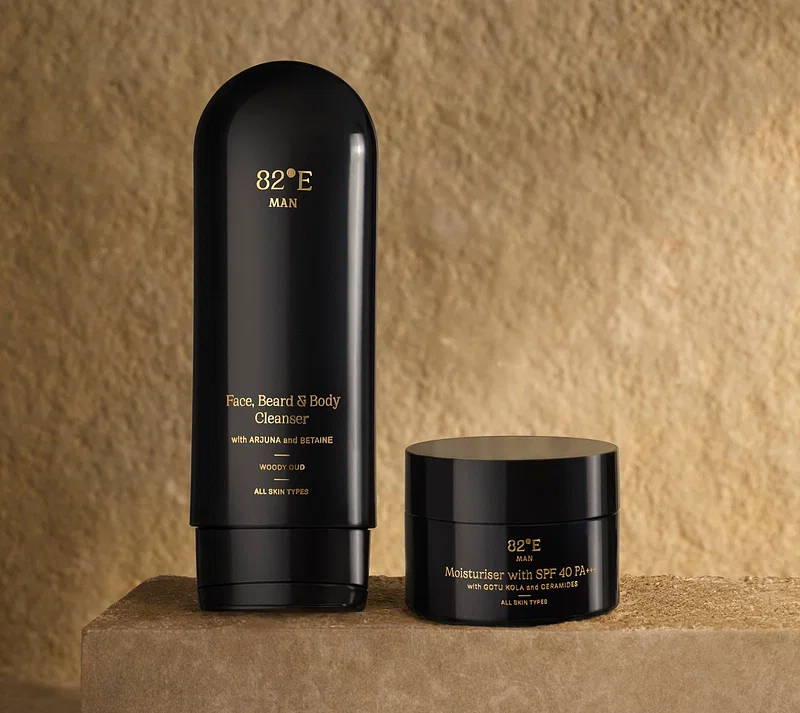 82°E
MAN
Face, Beard & Body
Cleanser
with ARJUNA and BETAINE
WOODY OUD
ALL SKIN TYPES
82°E
MAN
Moisturiser with SPF 40 PA+++
with GOTU KOLA and CERAMIDES
ALL SKIN TYPES